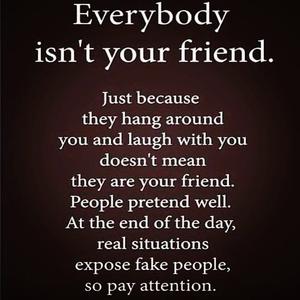 Everybody
isn't your friend.
Just because
they hang around
you and laugh with you
doesn't mean
they are your friend.
People pretend well.
At the end of the day,
real situations
expose fake people,
so pay attention.